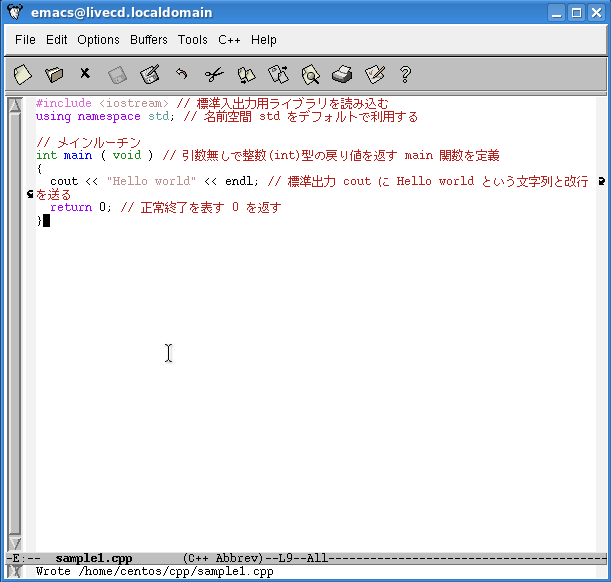 emacs@livecd.localdomain
File Edit Options Buffers Tools C++ Help
#include <iostream> // 標準入出力用ライブラリを読み込む
using namespace std; // 名前空間 std をデフォルトで利用する
// メインルーチン
int main ( void ) // 引数無しで整数(int)型の戻り値を返す main 関数を定義
{
cout << "Hello world" << endl; // 標準出力 cout に Hello world という文字列と改行
を送る
return 0; // 正常終了を表す 0 を返す
}
-E:-- sample1.cpp (C++ Abbrev)--L9--All----------------------------------------
Wrote /home/centos/cpp/sample1.cpp